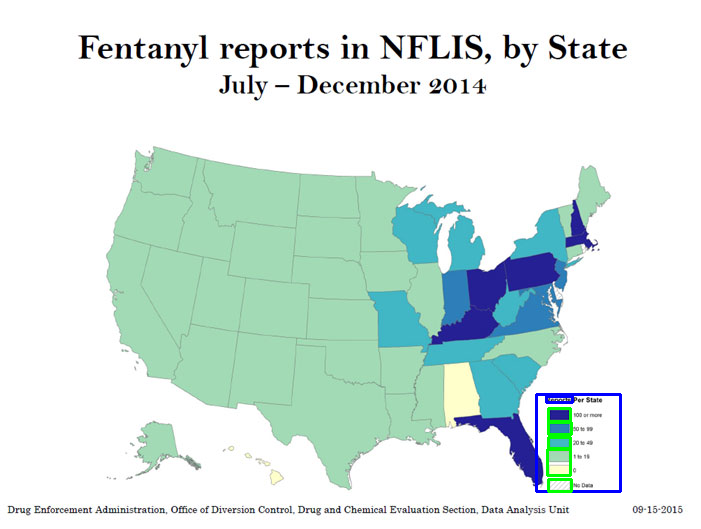 Fentanyl reports in NFLIS, by State
July – December 2014
Reports Per State
100 or more
50 to 99
20 to 49
1 to 19
0
No Data
Drug Enforcement Administration, Office of Diversion Control, Drug and Chemical Evaluation Section, Data Analysis Unit 09-15-2015